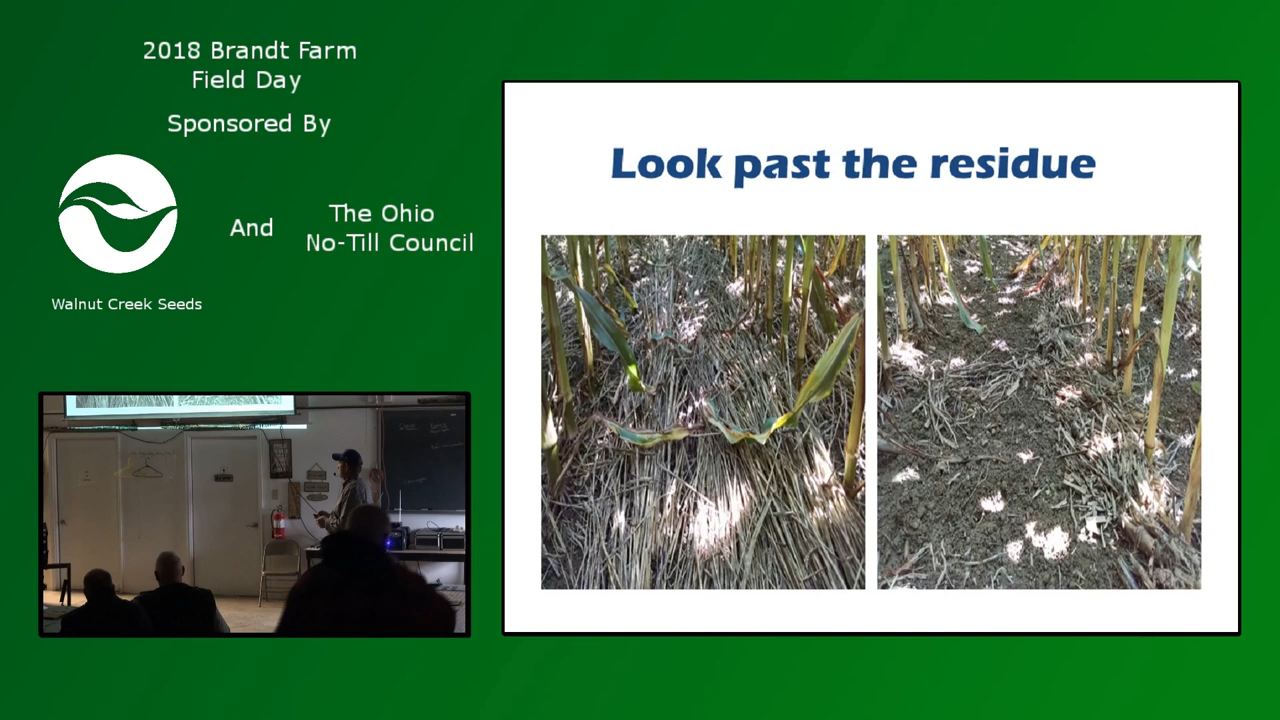 2018 Brandt Farm
Field Day
Sponsored By
And
The Ohio
No-Till Council
Walnut Creek Seeds
Look past the residue